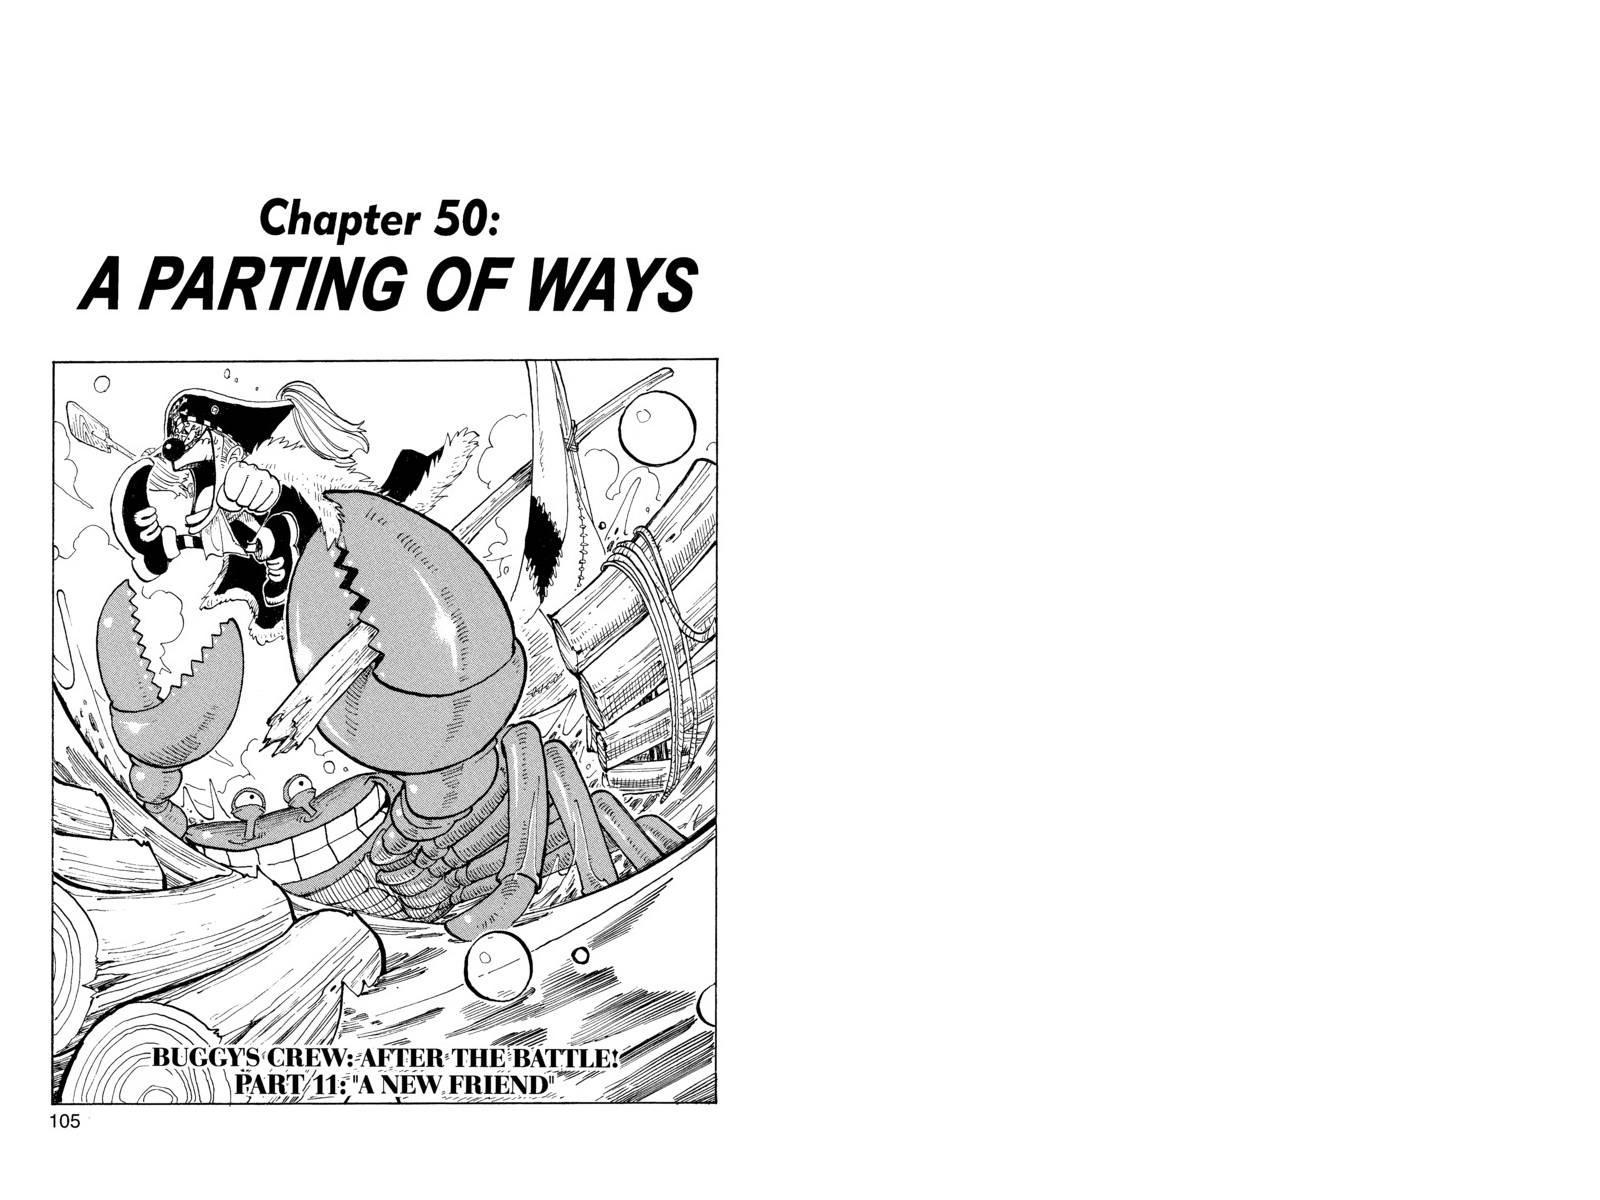 Chapter 50:
A PARTING OF WAYS
BUGGY'S CREW: AFTER THE BATTLE!
PART 11: "A NEW FRIEND"
105